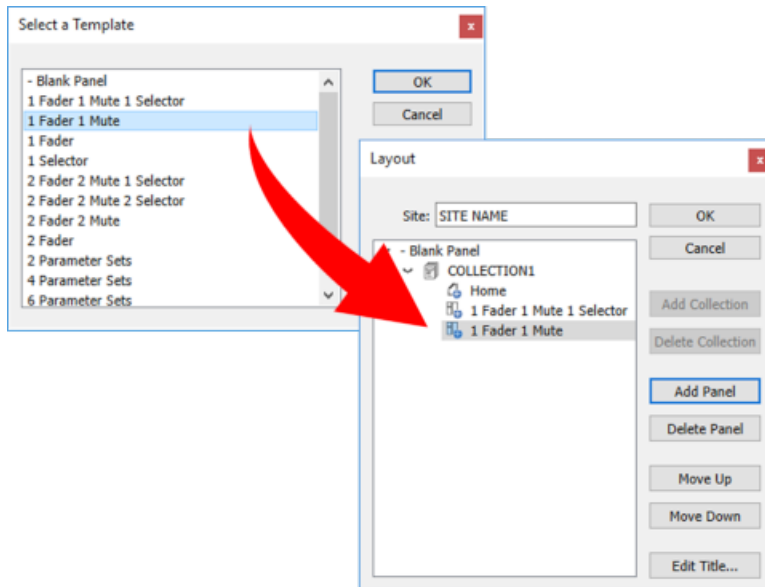 Select a Template
x
- Blank Panel
1 Fader 1 Mute 1 Selector
1 Fader 1 Mute
1 Fader
1 Selector
2 Fader 2 Mute 1 Selector
2 Fader 2 Mute 2 Selector
2 Fader 2 Mute
2 Fader
2 Parameter Sets
4 Parameter Sets
6 Parameter Sets
OK
Cancel
Layout
x
Site: SITE NAME
- Blank Panel
COLLECTION1
Home
1 Fader 1 Mute 1 Selector
1 Fader 1 Mute
OK
Cancel
Add Collection
Delete Collection
Add Panel
Delete Panel
Move Up
Move Down
Edit Title...